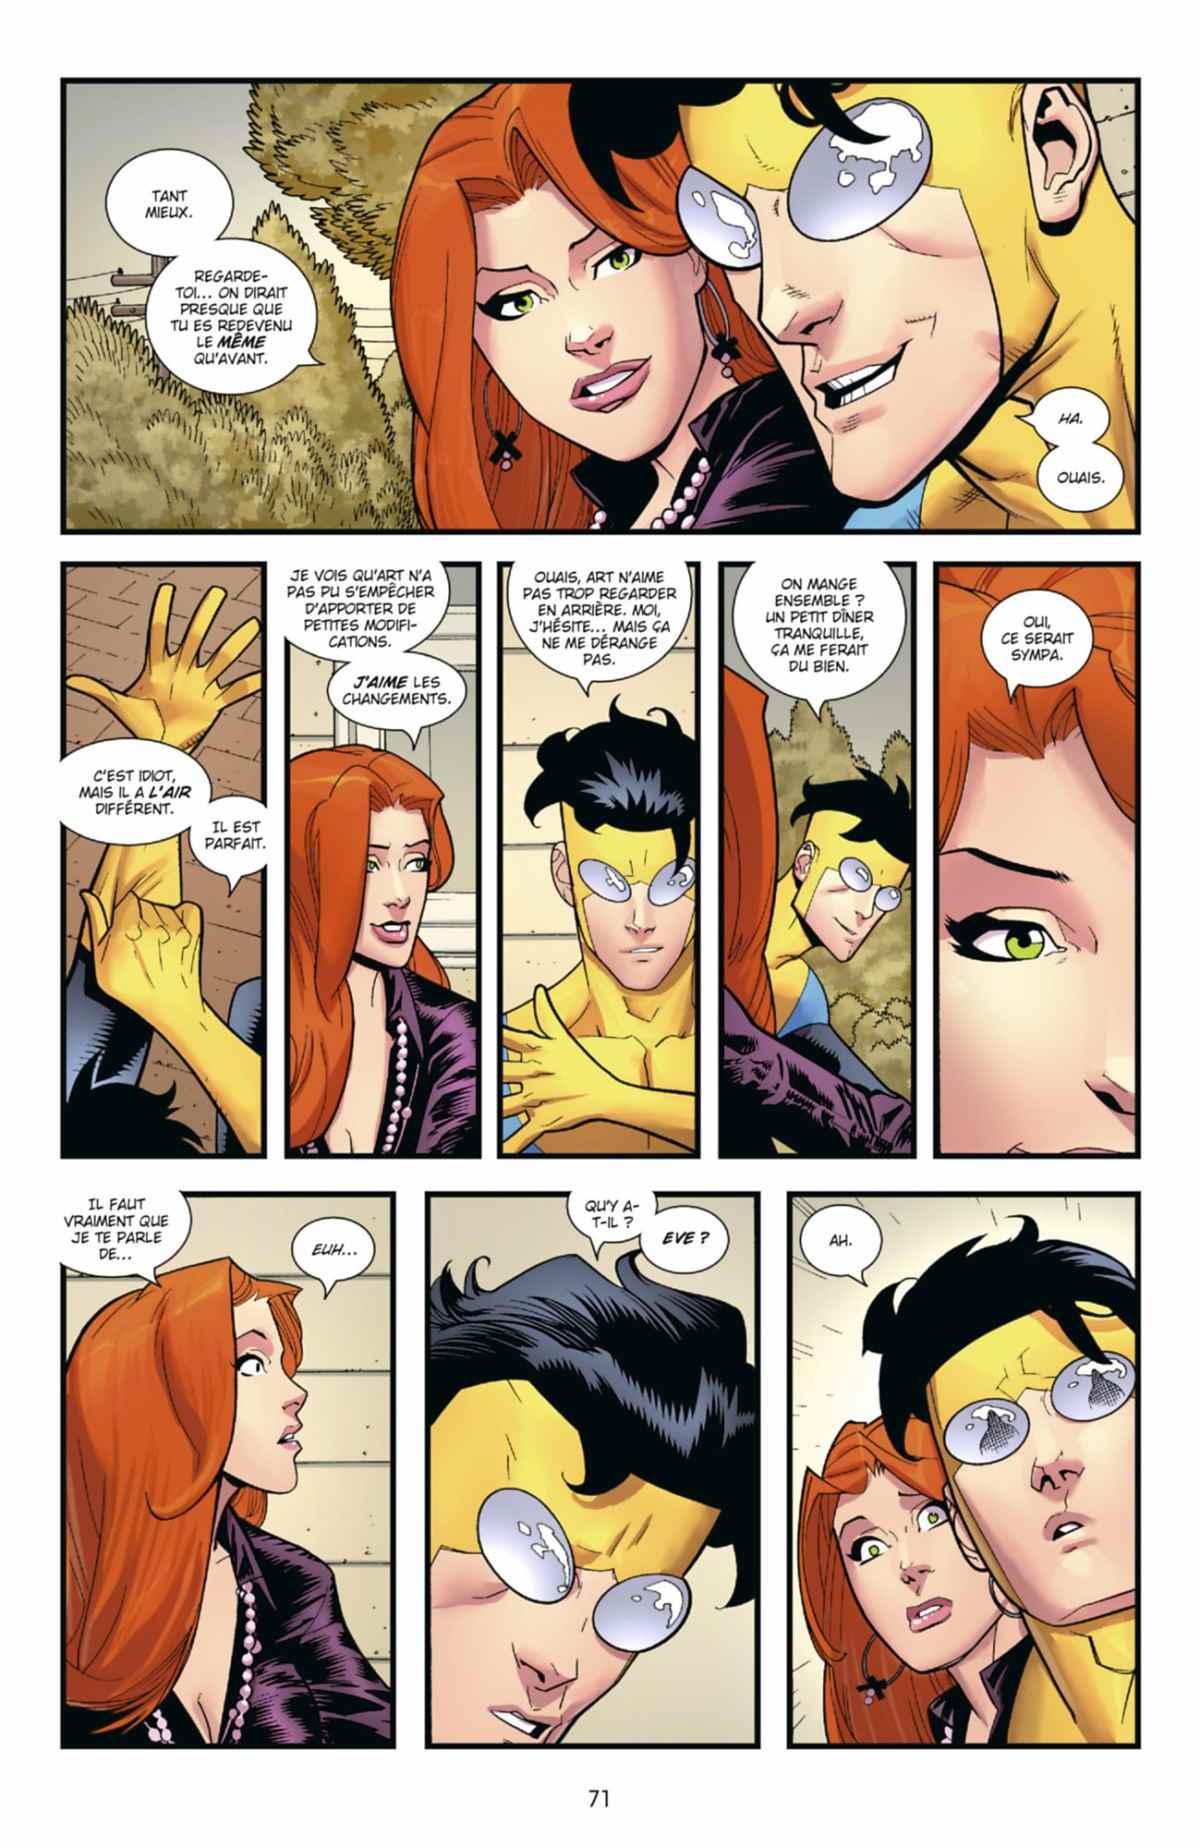 TANT
MIEUX.
REGARDE-
TOI... ON DIRAIT
PRESQUE QUE
TU ES REDEVENU
LE MÊME
QU'AVANT.
HA.
OUAIS.
C'EST IDIOT,
MAIS IL A L'AIR
DIFFÉRENT.
IL EST
PARFAIT.
JE VOIS QU'ART N'A
PAS PU S'EMPÊCHER
D'APPORTER DE
PETITES MODIFI-
CATIONS.
J'AIME LES
CHANGEMENTS.
OUAIS, ART N'AIME
PAS TROP REGARDER
EN ARRIÈRE. MOI,
J'HÉSITE... MAIS ÇA
NE ME DÉRANGE
PAS.
ON MANGE
ENSEMBLE ?
UN PETIT DÎNER
TRANQUILLE,
ÇA ME FERAIT
DU BIEN.
OUI,
CE SERAIT
SYMPA.
IL FAUT
VRAIMENT QUE
JE TE PARLE
DE...
EUH...
QU'Y A-
T-IL ?
EVE ?
AH.
71